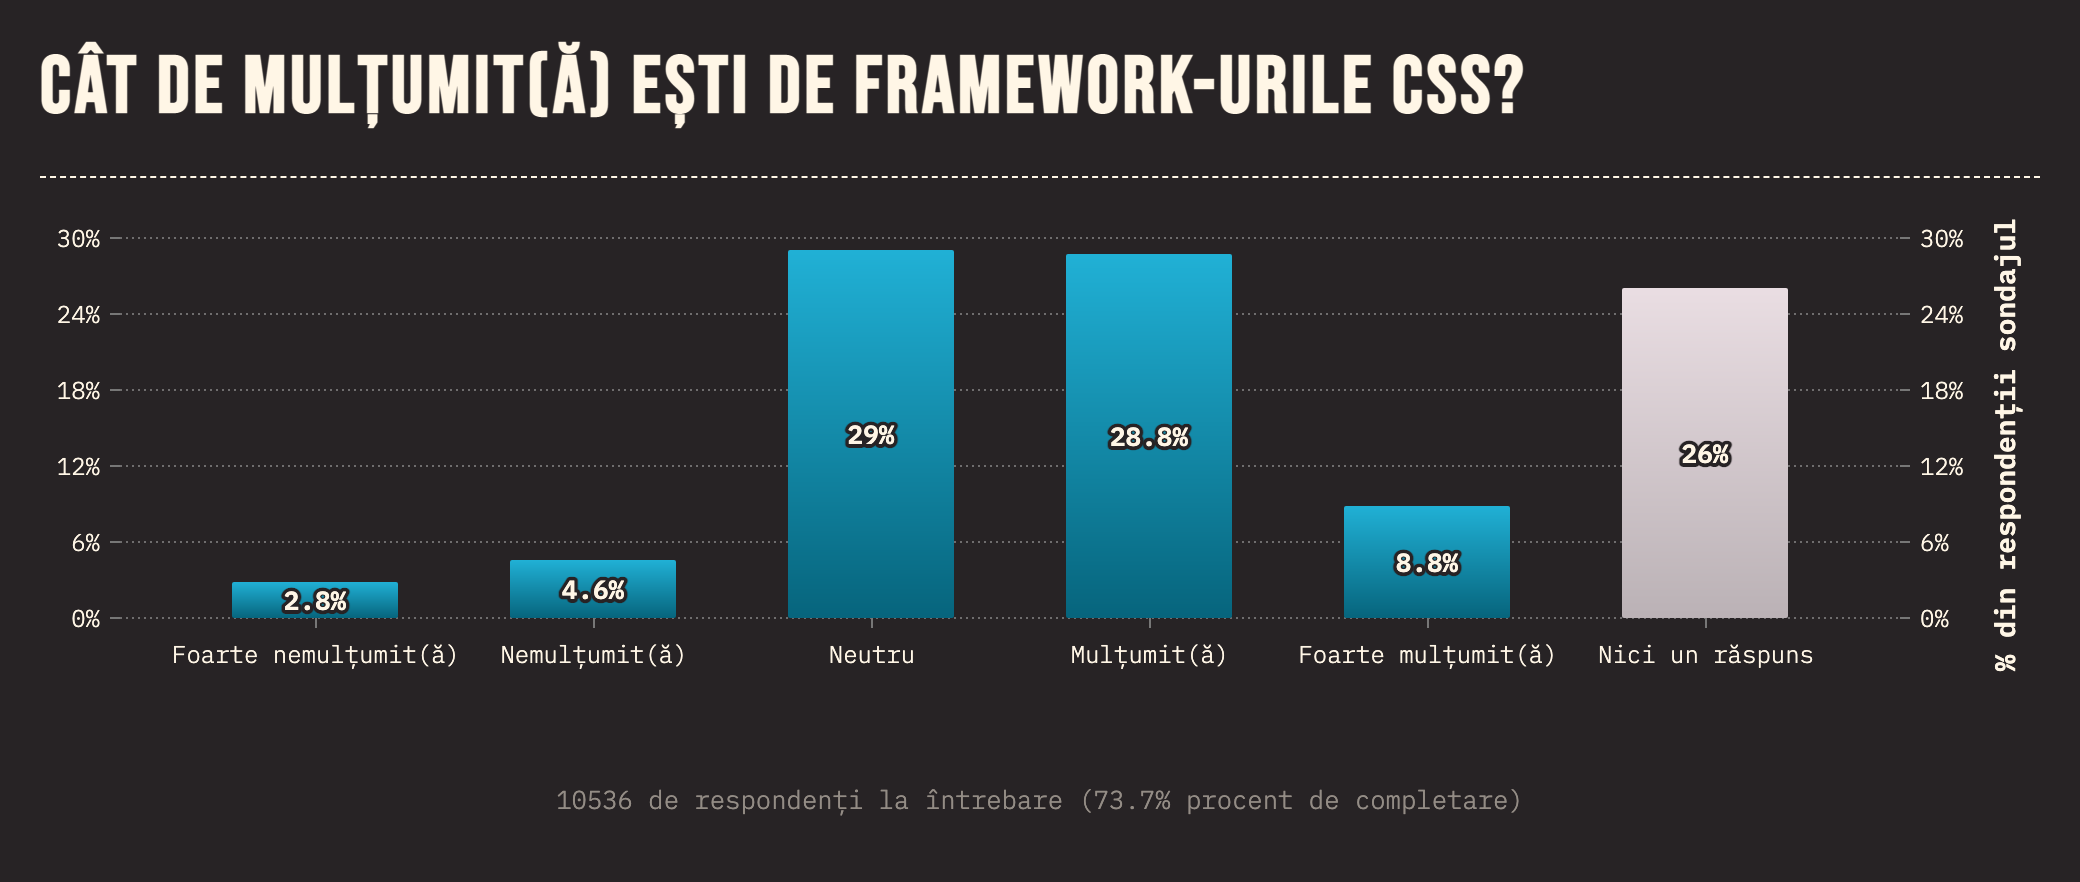 CÂT DE MULȚUMIT(Ă) EȘTI DE FRAMEWORK-URILE CSS?
30%
24%
18%
12%
6%
0%
2.8%
4.6%
29%
28.8%
8.8%
26%
30%
24%
18%
12%
6%
0%
% din respondenții sondajul
Foarte nemulțumit(ă)
Nemulțumit(ă)
Neutru
Mulțumit(ă)
Foarte mulțumit(ă)
Nici un răspuns
10536 de respondenți la întrebare (73.7% procent de completare)